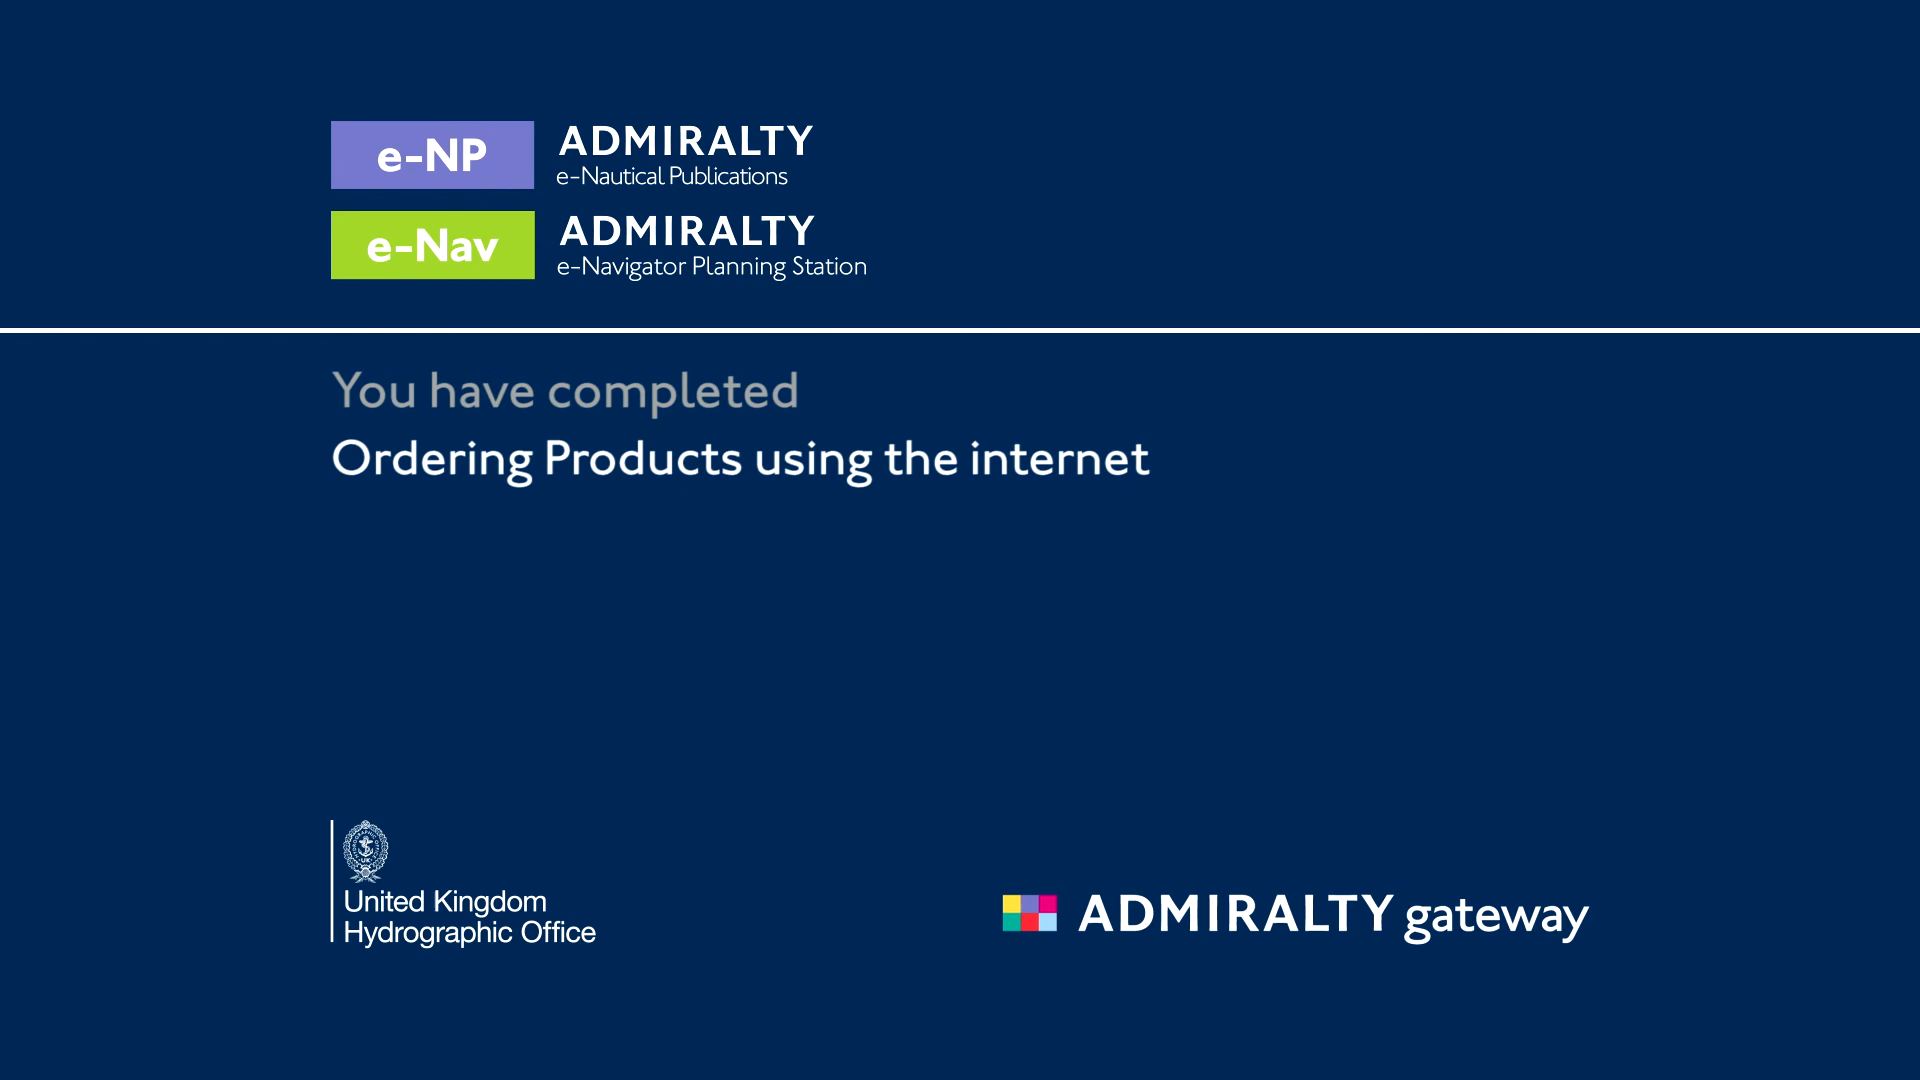 e-NP
ADMIRALTY
e-Nautical Publications
e-Nav
ADMIRALTY
e-Navigator Planning Station
You have completed
Ordering Products using the internet
United Kingdom
Hydrographic Office
ADMIRALTY gateway